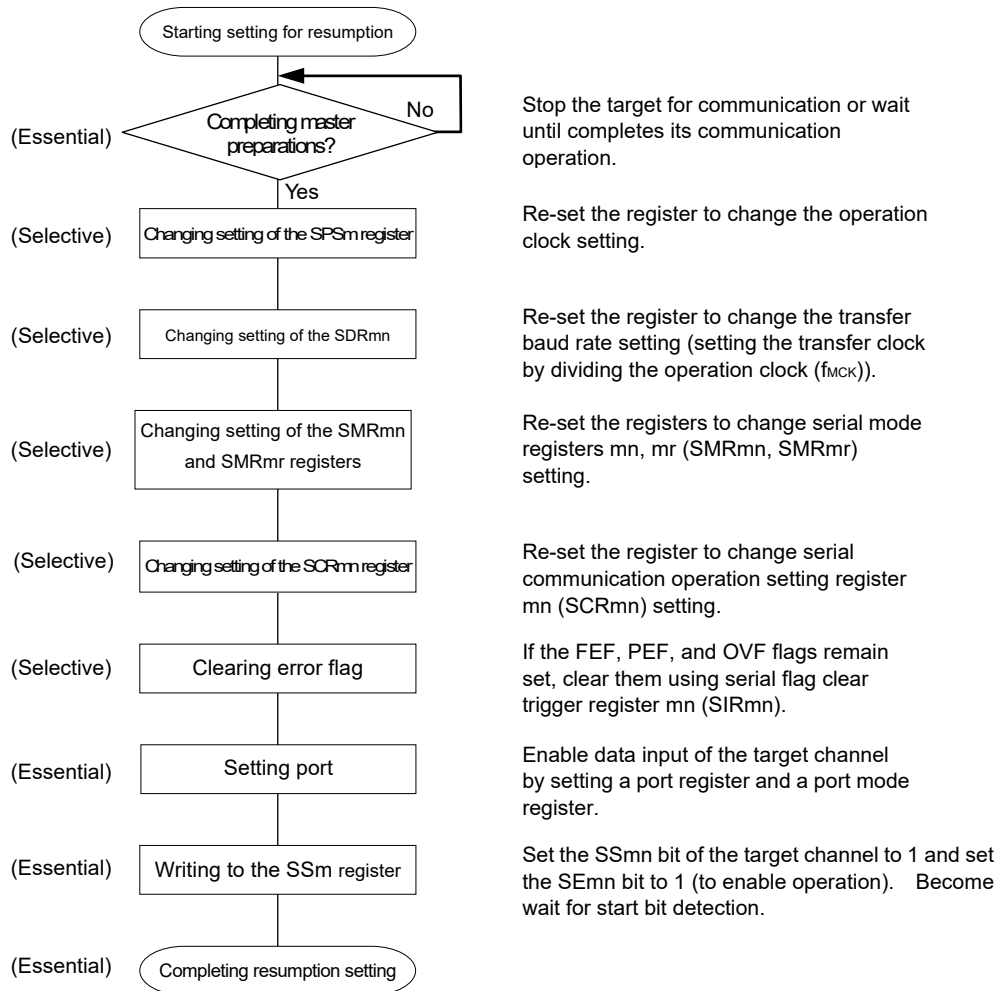 Starting setting for resumption
(Essential)
Completing master
preparations?
No
Yes
Stop the target for communication or wait
until completes its communication
operation.
(Selective)
Changing setting of the SPSm register
Re-set the register to change the operation
clock setting.
(Selective)
Changing setting of the SDRmn
Re-set the register to change the transfer
baud rate setting (setting the transfer clock
by dividing the operation clock (fMCK)).
(Selective)
Changing setting of the SMRmn
and SMRmr registers
Re-set the registers to change serial mode
registers mn, mr (SMRmn, SMRmr)
setting.
(Selective)
Changing setting of the SCRmn register
Re-set the register to change serial
communication operation setting register
mn (SCRmn) setting.
(Selective)
Clearing error flag
If the FEF, PEF, and OVF flags remain
set, clear them using serial flag clear
trigger register mn (SIRmn).
(Essential)
Setting port
Enable data input of the target channel
by setting a port register and a port mode
register.
(Essential)
Writing to the SSm register
Set the SSmn bit of the target channel to 1 and set
the SEmn bit to 1 (to enable operation). Become
wait for start bit detection.
(Essential)
Completing resumption setting